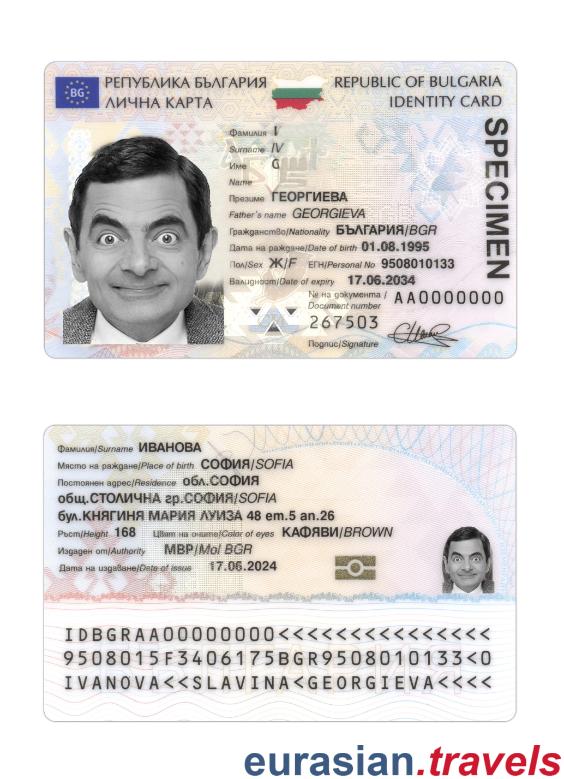 BG
РЕПУБЛИКА БЪЛГАРИЯ
ЛИЧНА КАРТА
REPUBLIC OF BULGARIA
IDENTITY CARD
SPECIMEN
Фамилия
Surname IV
Име
Name
Презиме ГЕОРГИЕВА
Father's name GEORGIEVA
Гражданство/Nationality БЪЛГАРИЯ/BGR
Дата на раждане/Date of birth 01.08.1995
Пол/Sex Ж/F ЕГН/Personal No 9508010133
Валидност/Date of expiry 17.06.2034
№ на документа / Document number AA0000000
267503
Подпис/Signature
Фамилия/Surname ИВАНОВА
Място на раждане/Place of birth СОФИЯ/SOFIA
Постоянен адрес/Residence обл.СОФИЯ
общ.СТОЛИЧНА гр.СОФИЯ/SOFIA
бул.КНЯГИНЯ МАРИЯ ЛУИЗА 48 ет.5 ап.26
Ръст/Height 168 Цвят на очите/Color of eyes КАФЯВИ/BROWN
Издаден от/Authority МВР/MoI BGR
Дата на издаване/Date of issue 17.06.2024
IDBGRAA00000000<<<<<<<<<<<<<<<
9508015F3406175BGR9508010133<0
IVANOVA<<SLAVINA<GEORGIEVA<<<<
eurasian.travels